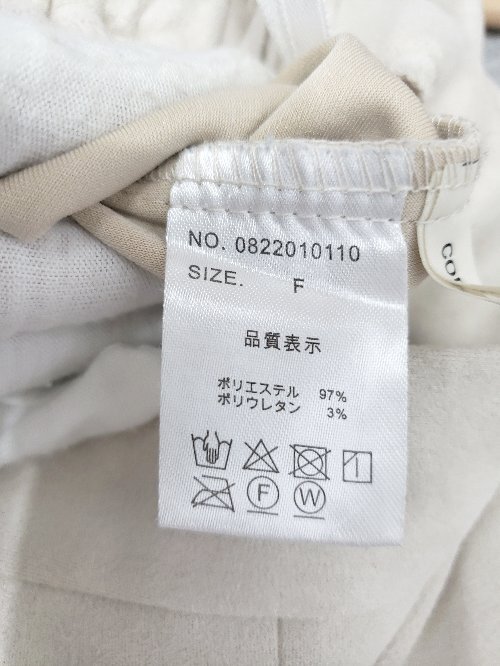 NO. 0822010110
SIZE. F
品質表示
ポリエステル 97%
ポリウレタン 3%
F W